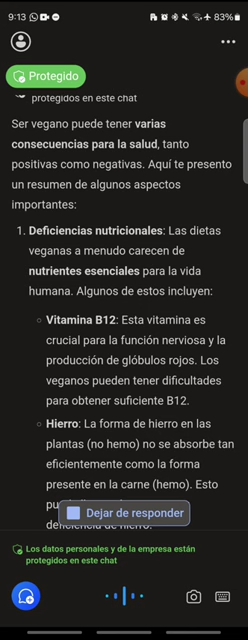 9:13
83%
Protegido
protegidos en este chat
Ser vegano puede tener varias
consecuencias para la salud, tanto
positivas como negativas. Aquí te presento
un resumen de algunos aspectos
importantes:
1. Deficiencias nutricionales: Las dietas
veganas a menudo carecen de
nutrientes esenciales para la vida
humana. Algunos de estos incluyen:
Vitamina B12: Esta vitamina es
crucial para la función nerviosa y la
producción de glóbulos rojos. Los
veganos pueden tener dificultades
para obtener suficiente B12.
Hierro: La forma de hierro en las
plantas (no hemo) no se absorbe tan
eficientemente como la forma
presente en la carne (hemo). Esto
Dejar de responder
deficiencia de hierro.
Los datos personales y de la empresa están
protegidos en este chat